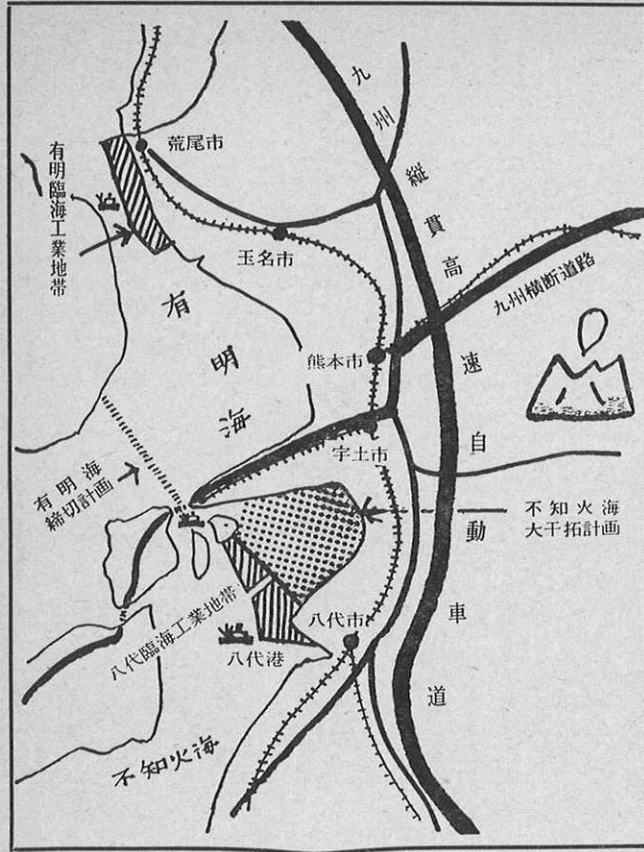 九州縦貫高速自動車道
荒尾市
有明臨海工業地帯
玉名市
九州横断道路
有明海
熊本市
宇土市
有明海
締切計画
不知火海
大干拓計画
八代臨海工業地帯
八代市
八代港
不知火海